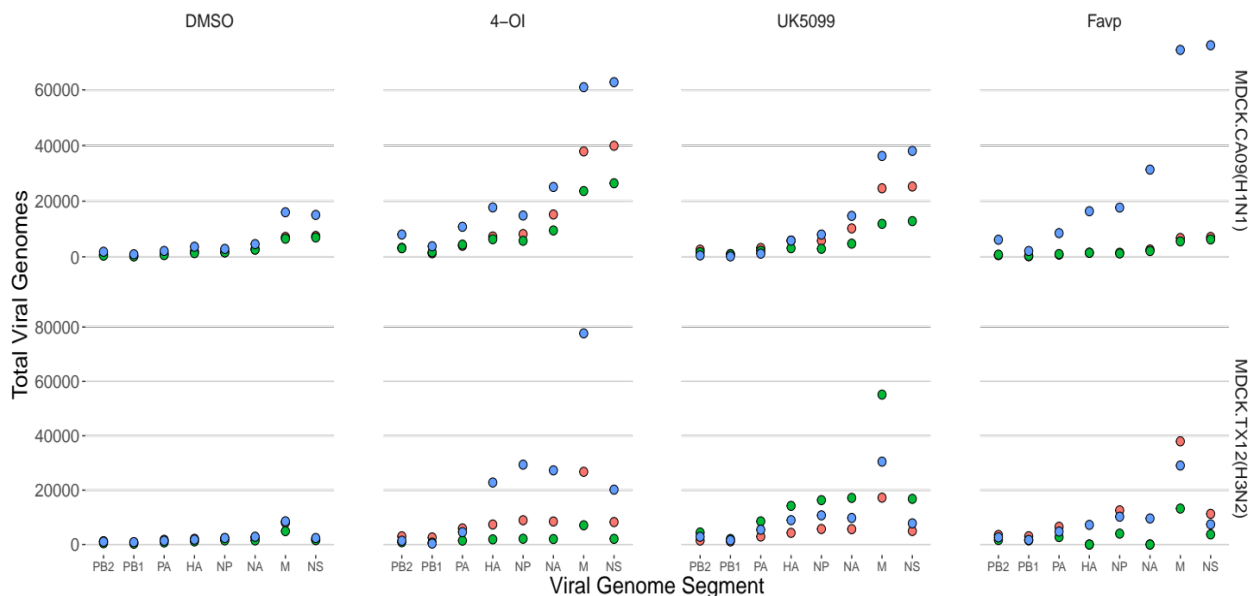 DMSO 4-OI UK5099 Favp
60000
40000
20000
0
MDCK.CA09(H1N1)
Total Viral Genomes
80000
60000
40000
20000
0
MDCK.TX12(H3N2)
PB2 PB1 PA HA NP NA M NS PB2 PB1 PA HA NP NA M NS PB2 PB1 PA HA NP NA M NS PB2 PB1 PA HA NP NA M NS
Viral Genome Segment